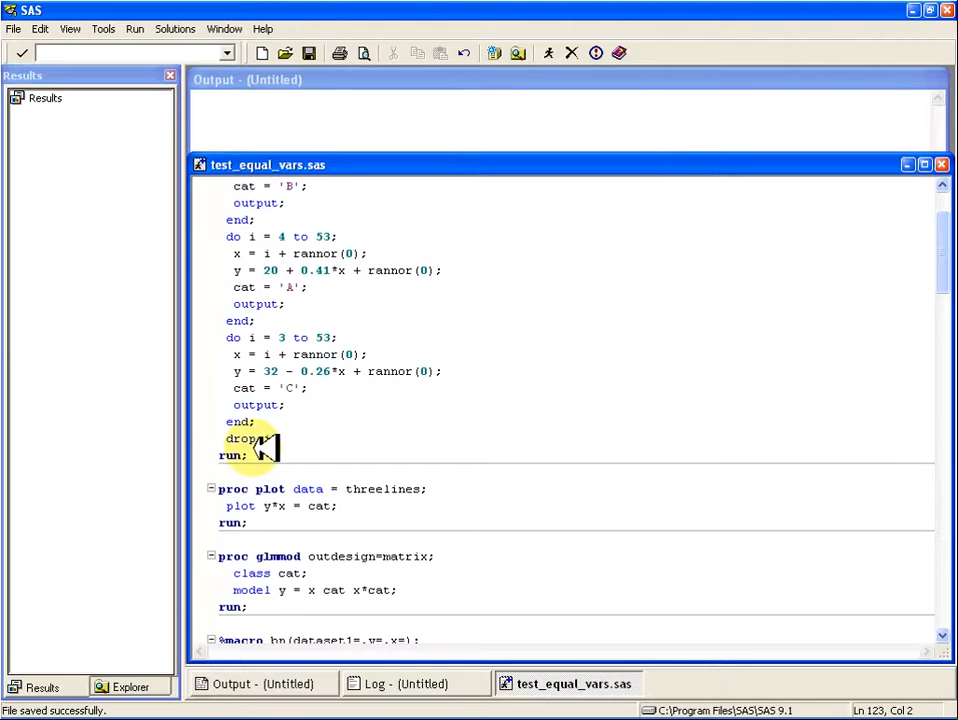 SAS
File Edit View Tools Run Solutions Window Help
Results
Output - (Untitled)
Results
test_equal_vars.sas
cat = 'B';
output;
end;
do i = 4 to 53;
x = i + rannor(0);
y = 20 + 0.41*x + rannor(0);
cat = 'A';
output;
end;
do i = 3 to 53;
x = i + rannor(0);
y = 32 - 0.26*x + rannor(0);
cat = 'C';
output;
end;
drop
run;
proc plot data = threelines;
plot y*x = cat;
run;
proc glmmod outdesign=matrix;
class cat;
model y = x cat x*cat;
run;
%macro bn(dataset1=,y=,x=);
Results Explorer Output - (Untitled) Log - (Untitled) test_equal_vars.sas
File saved successfully. C:\Program Files\SAS\SAS 9.1 Ln 123, Col 2